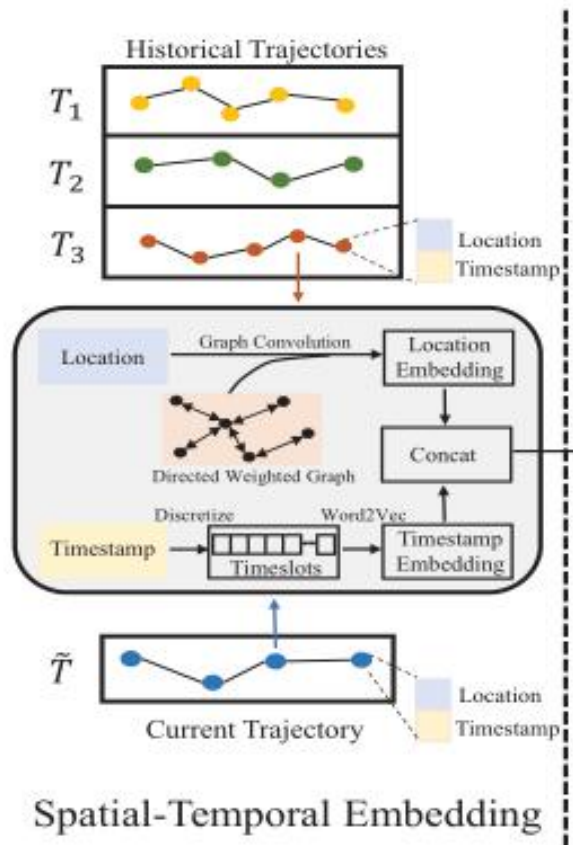 Historical Trajectories
T₁
T₂
T₃
Location
Timestamp
Location
Graph Convolution
Location
Embedding
Directed Weighted Graph
Concat
Discretize
Word2Vec
Timestamp
Timeslots
Timestamp
Embedding
T̃
Location
Timestamp
Current Trajectory
Spatial-Temporal Embedding